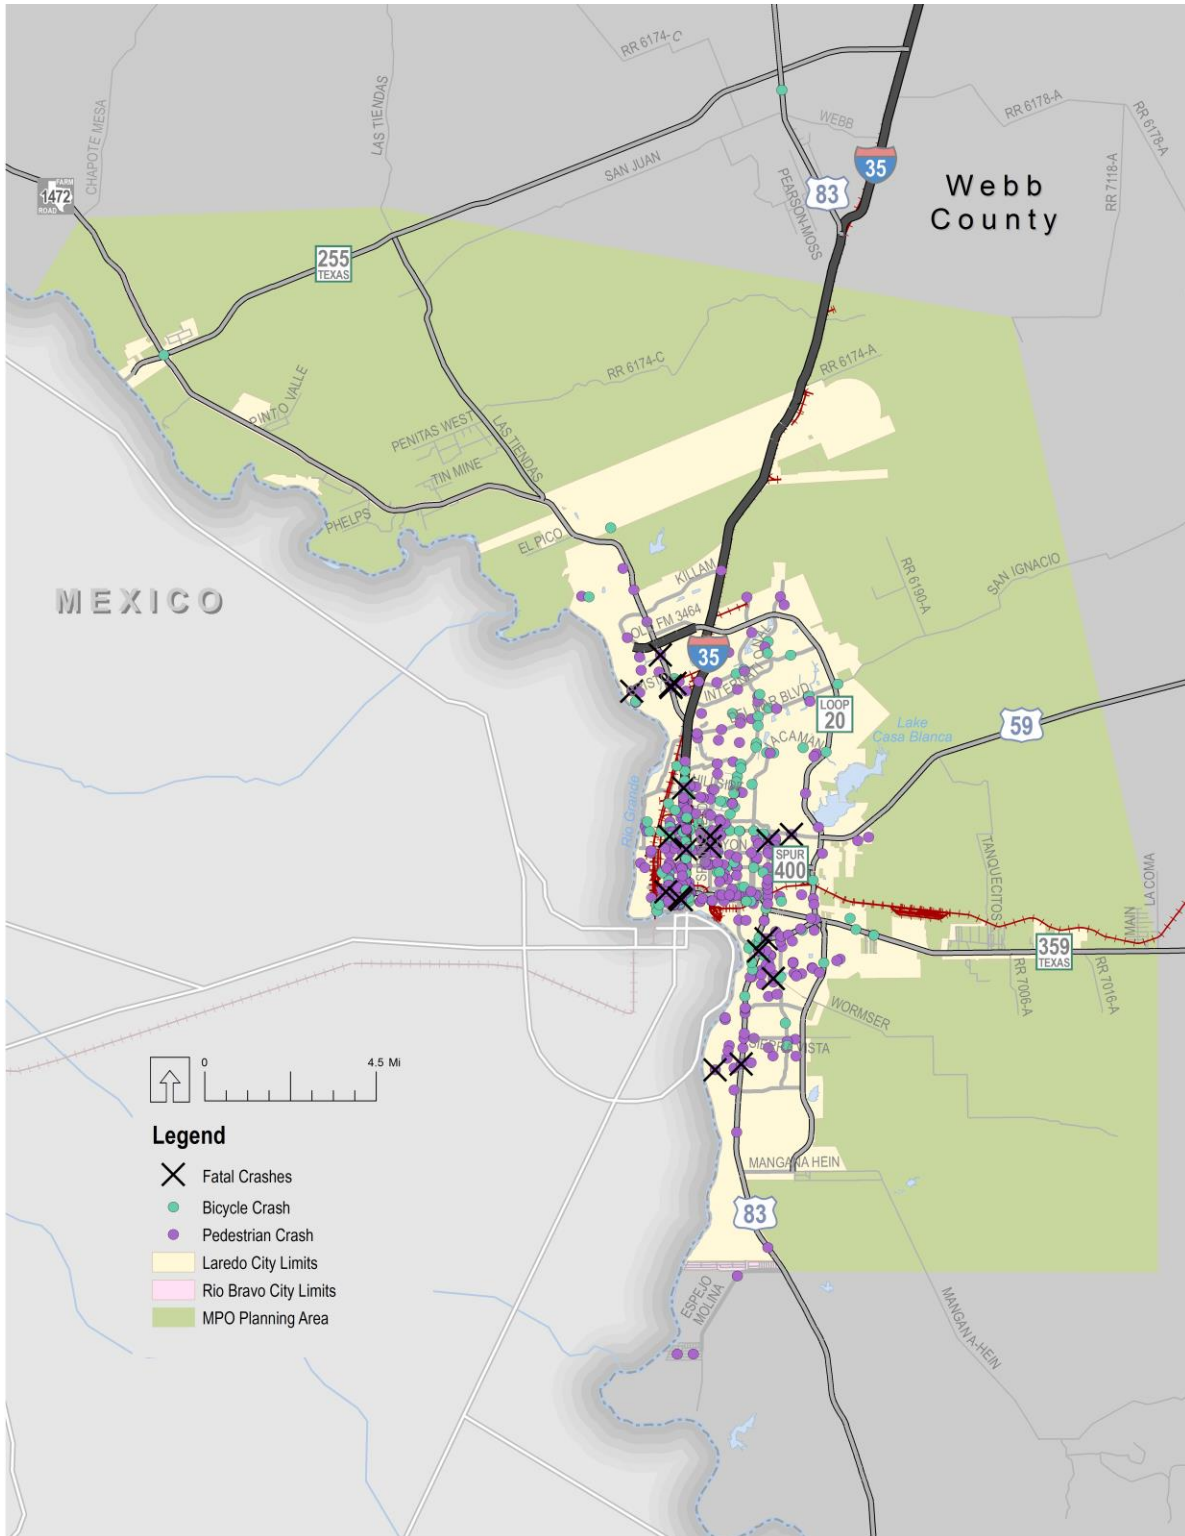 RR 6174-C
LAS TIENDAS
CHAPOTE MESA
RR 6178-A
RR 6178-A
WEBB
SAN JUAN
35
FARM
1472
ROAD
83
PEARSON-MOSS
RR 7118-A
Webb
County
255
TEXAS
RR 6174-C
RR 6174-A
PINTO VALLE
PENITAS WEST
LAS TIENDAS
TIN MINE
PHELPS
EL PICO
KILLAM
RR 6190-A
SAN IGNACIO
MEXICO
FM 3464
35
LOOP
20
Lake
Casa Blanca
59
HILLSIDE
Rio Grande
SPUR
400
TANQUECITOS
LA COMA
MAIN
359
TEXAS
RR 7006-A
RR 7016-A
WORMSER
SIERRA VISTA
0
4.5 Mi
Legend
Fatal Crashes
Bicycle Crash
Pedestrian Crash
Laredo City Limits
Rio Bravo City Limits
MPO Planning Area
MANGANA HEIN
83
ESPEJO
MOLINA
MANGANA-HEIN